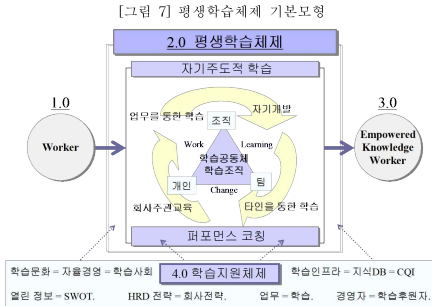 [그림 7] 평생학습체제 기본모형
2.0 평생학습체제
자기주도적 학습
1.0
Worker
업무를 통한 학습
자기개발
조직
Work
Learning
학습공동체
학습조직
개인
팀
Change
회사주관교육
타인을 통한 학습
퍼포먼스 코칭
3.0
Empowered
Knowledge
Worker
학습문화 = 자율경영 = 학습사회
4.0 학습지원체제
학습인프라 = 지식DB = CQI
열린 정보 = SWOT.
HRD 전략 = 회사전략.
업무 = 학습.
경영자 = 학습후원자.